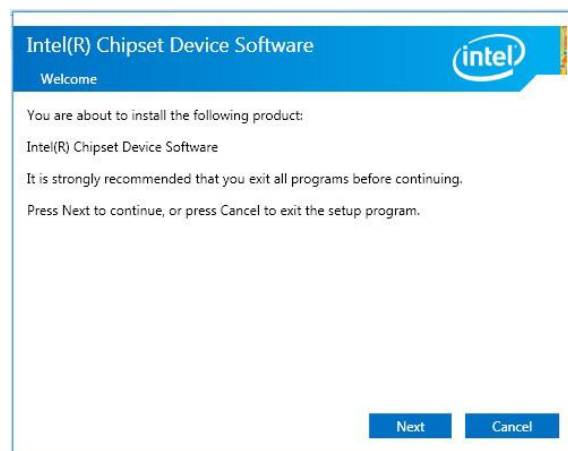 Intel(R) Chipset Device Software
intel
Welcome
You are about to install the following product:
Intel(R) Chipset Device Software
It is strongly recommended that you exit all programs before continuing.
Press Next to continue, or press Cancel to exit the setup program.
Next Cancel